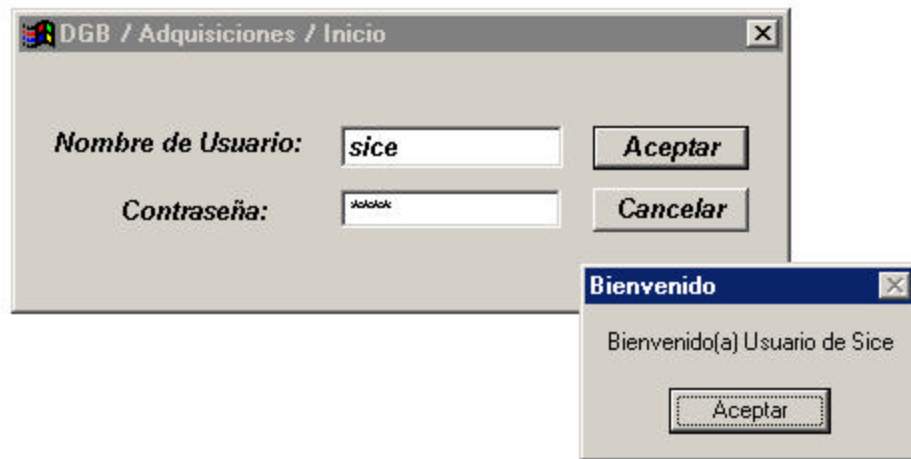 DGB / Adquisiciones / Inicio
Nombre de Usuario: sice Aceptar
Contraseña: **** Cancelar
Bienvenido
Bienvenido(a) Usuario de Sice
Aceptar